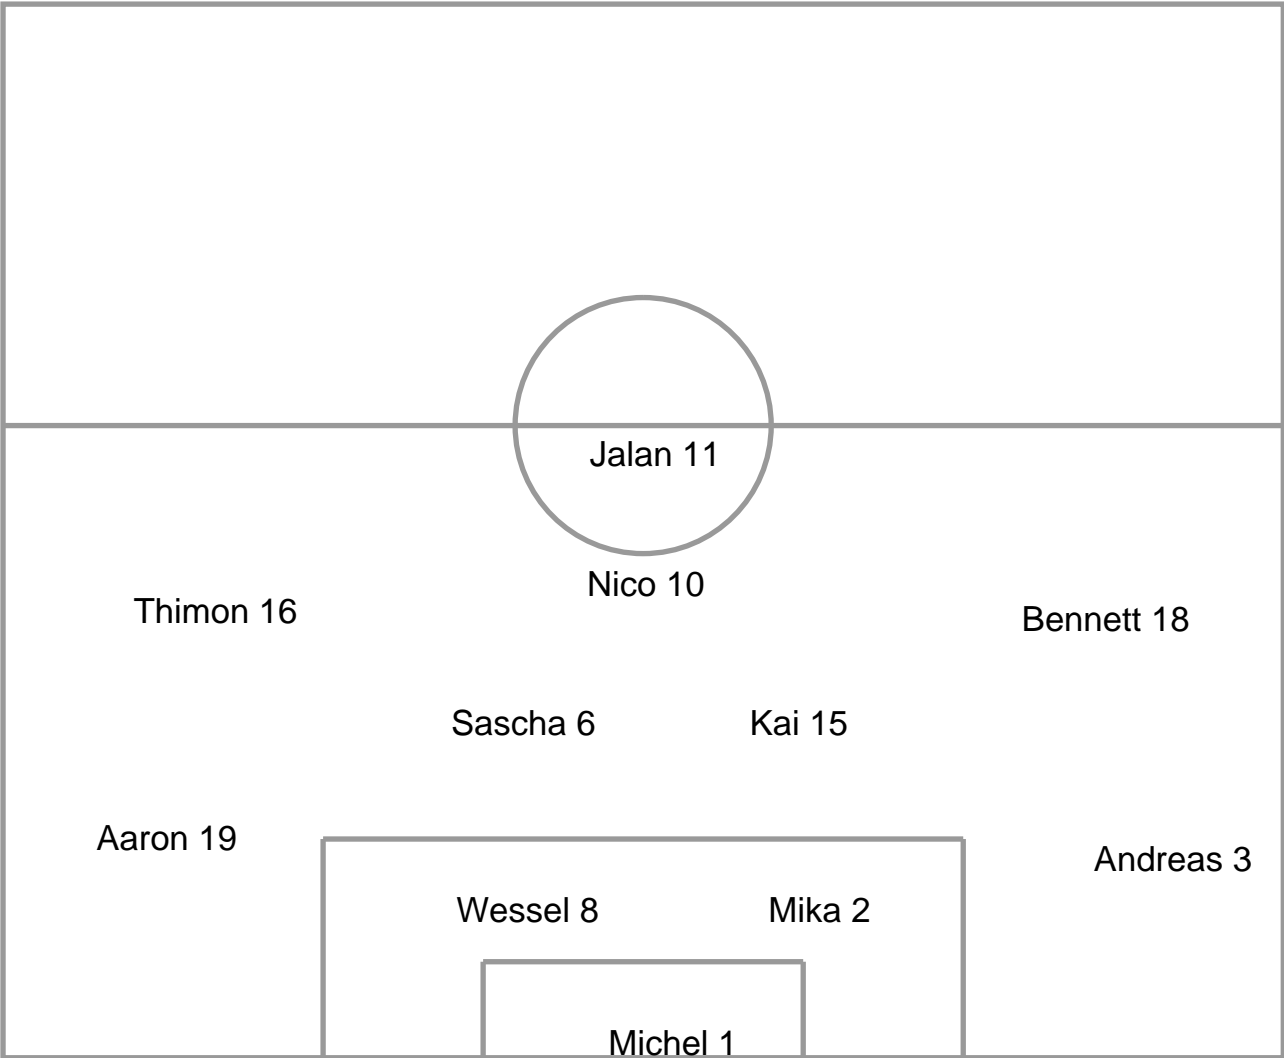 Jalan 11
Nico 10
Thimon 16
Bennett 18
Sascha 6
Kai 15
Aaron 19
Andreas 3
Wessel 8
Mika 2
Michel 1